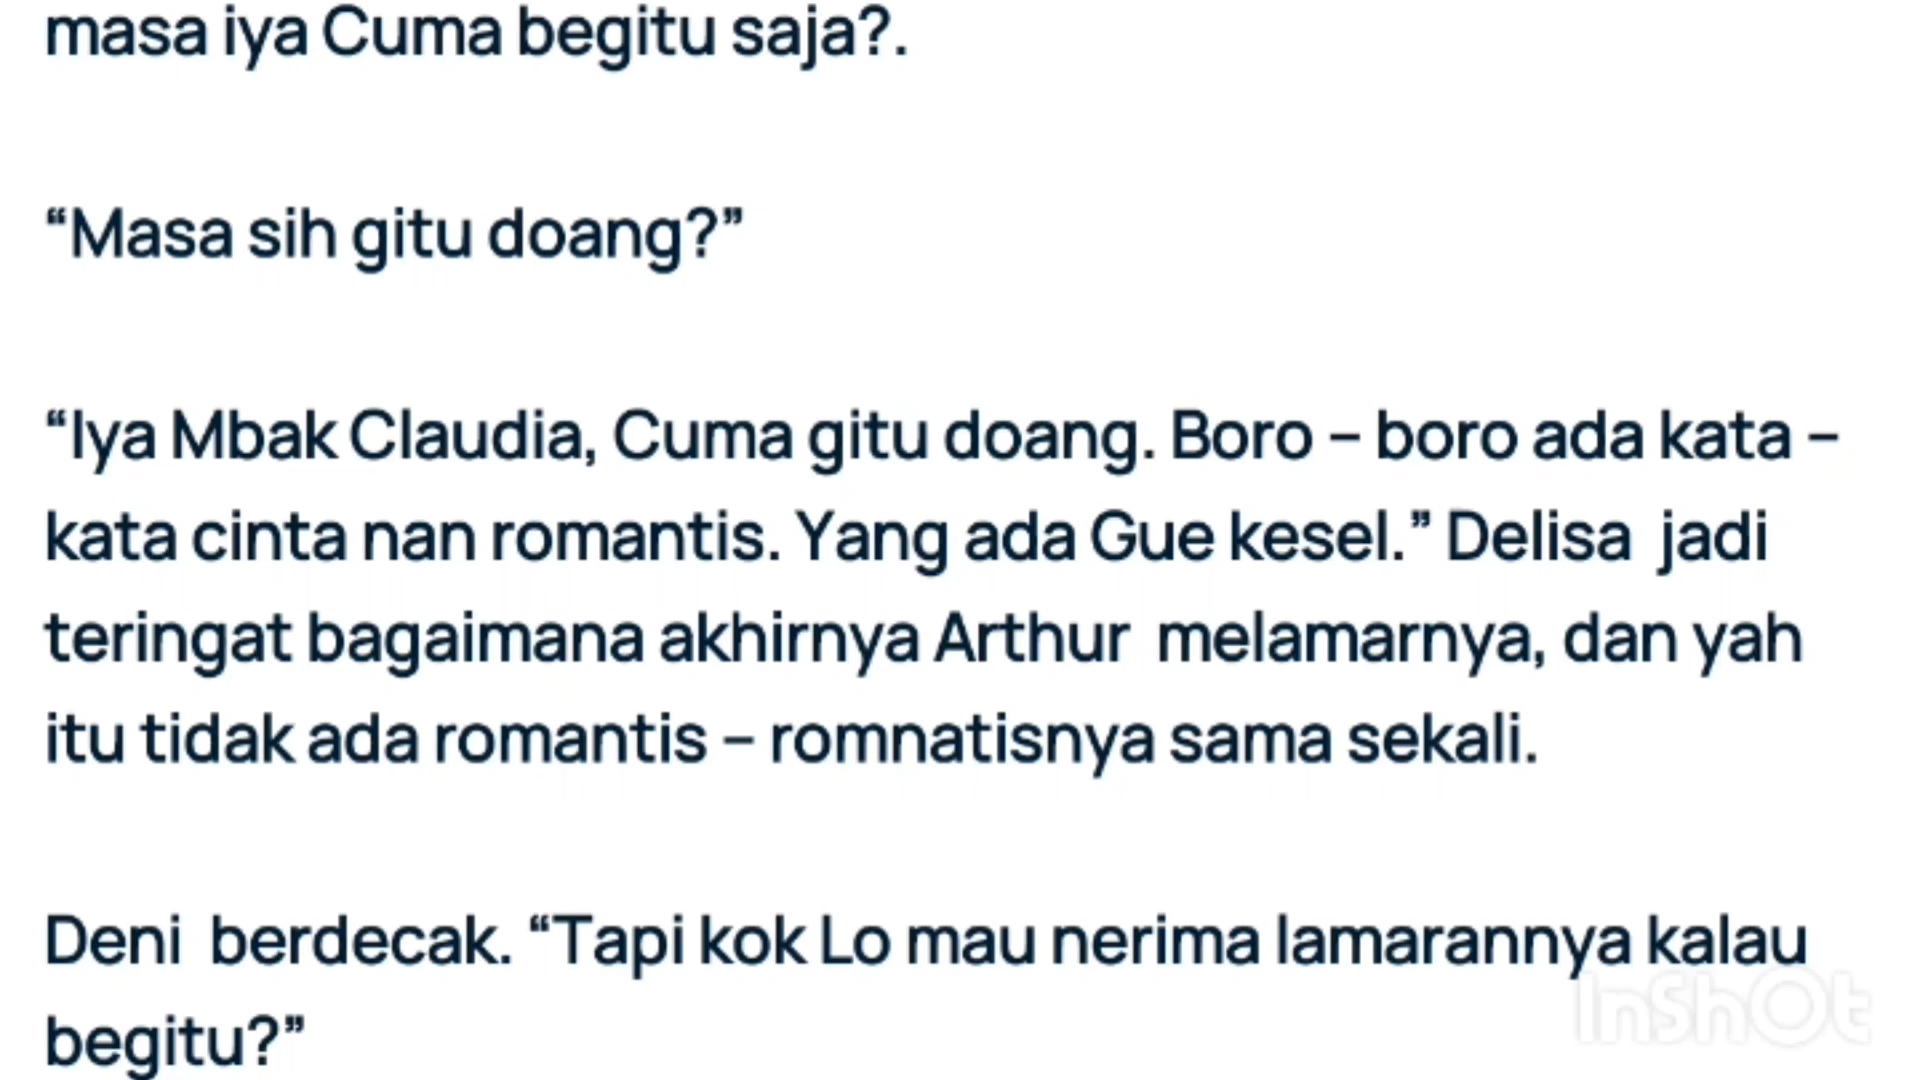 masa iya Cuma begitu saja?.
“Masa sih gitu doang?”
“Iya Mbak Claudia, Cuma gitu doang. Boro – boro ada kata –
kata cinta nan romantis. Yang ada Gue kesel.” Delisa  jadi
teringat bagaimana akhirnya Arthur  melamarnya, dan yah
itu tidak ada romantis – romnatisnya sama sekali.
Deni  berdecak. “Tapi kok Lo mau nerima lamarannya kalau
begitu?”
InShOt